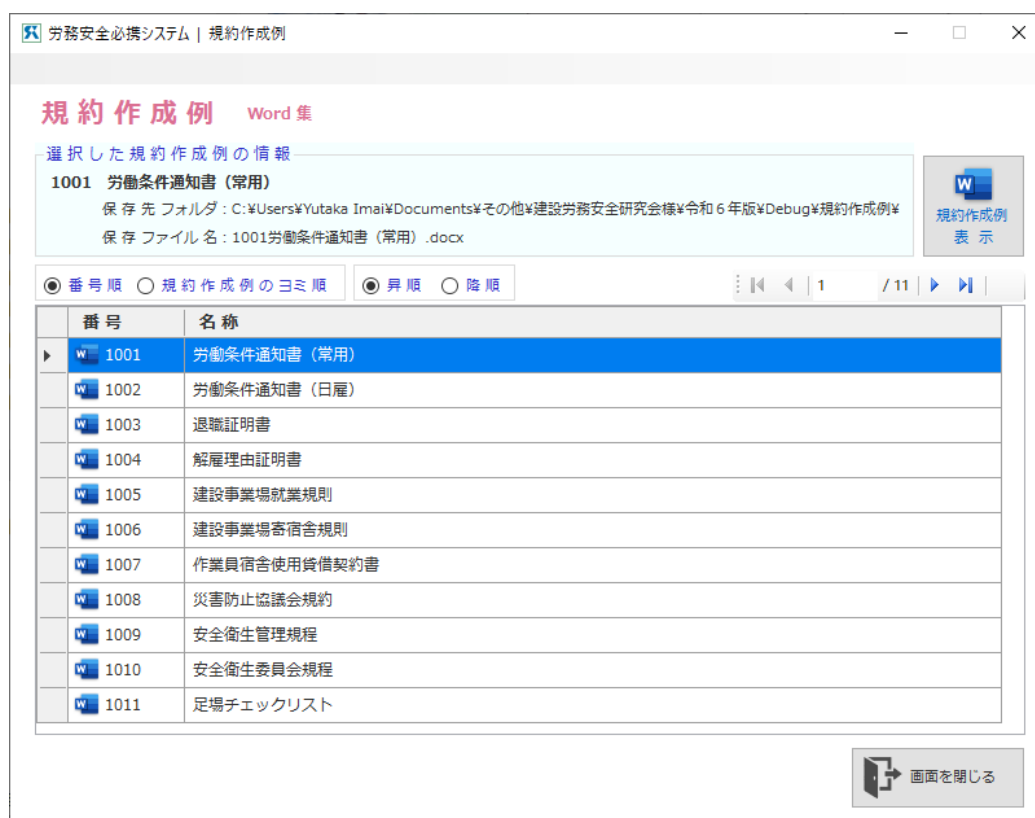 労務安全必携システム | 規約作成例
規約作成例 Word 集
選択した規約作成例の情報
1001 労働条件通知書（常用）
保存先フォルダ：C:¥Users¥Yutaka Imai¥Documents¥その他¥建設労務安全研究会様¥令和６年版¥Debug¥規約作成例¥
保存ファイル名：1001労働条件通知書（常用）.docx
規約作成例
表示
番号順 規約作成例のヨミ順 昇順 降順 1 / 11
番号 名称
1001 労働条件通知書（常用）
1002 労働条件通知書（日雇）
1003 退職証明書
1004 解雇理由証明書
1005 建設事業場就業規則
1006 建設事業場寄宿舎規則
1007 作業員宿舎使用貸借契約書
1008 災害防止協議会規約
1009 安全衛生管理規程
1010 安全衛生委員会規程
1011 足場チェックリスト
画面を閉じる